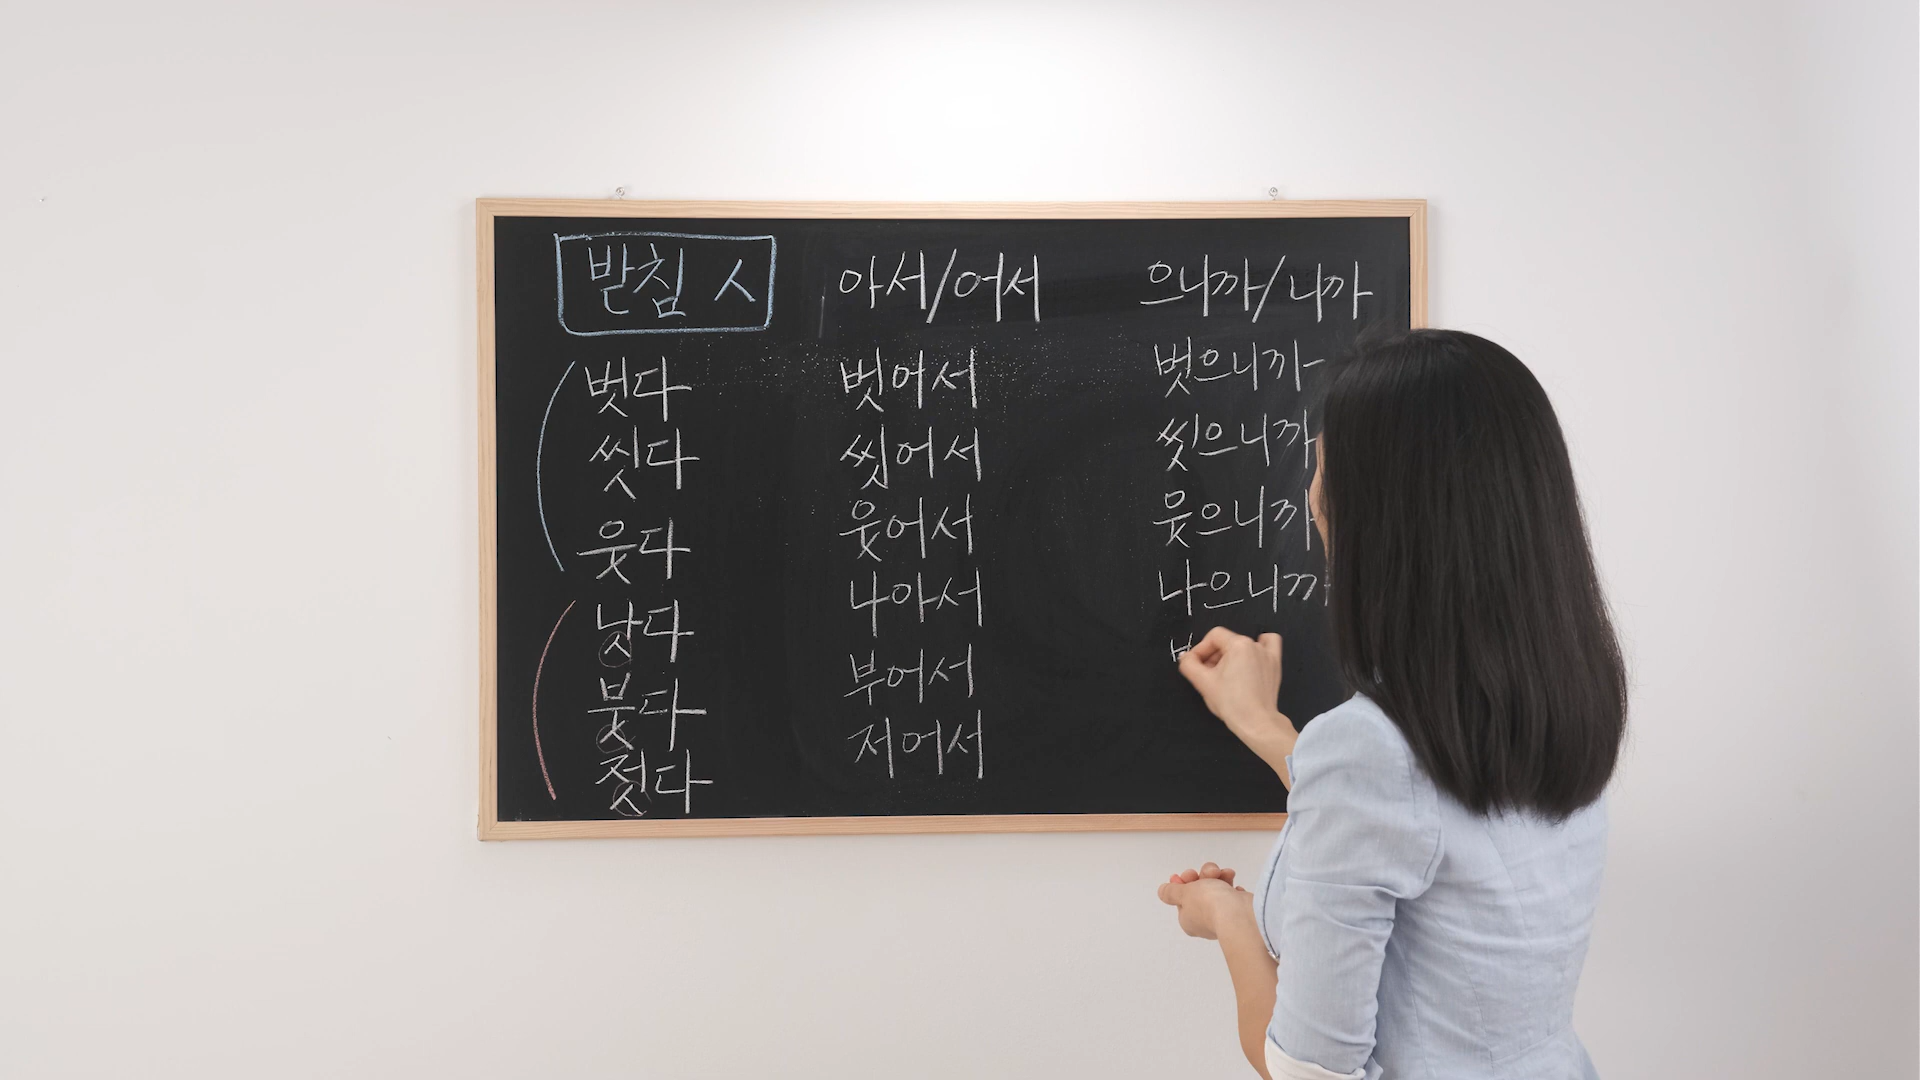 받침 ㅅ 아서/어서 으니까/니까
벗다 벗어서 벗으니까
씻다 씻어서 씻으니까
웃다 웃어서 웃으니까
낫다 나아서 나으니까
붓다 부어서
젓다 저어서